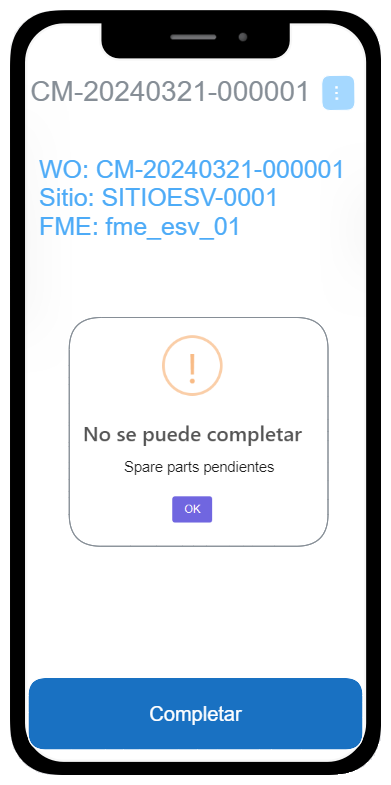 CM-20240321-000001
WO: CM-20240321-000001
Sitio: SITIOESV-0001
FME: fme_esv_01
!
No se puede completar
Spare parts pendientes
OK
Completar